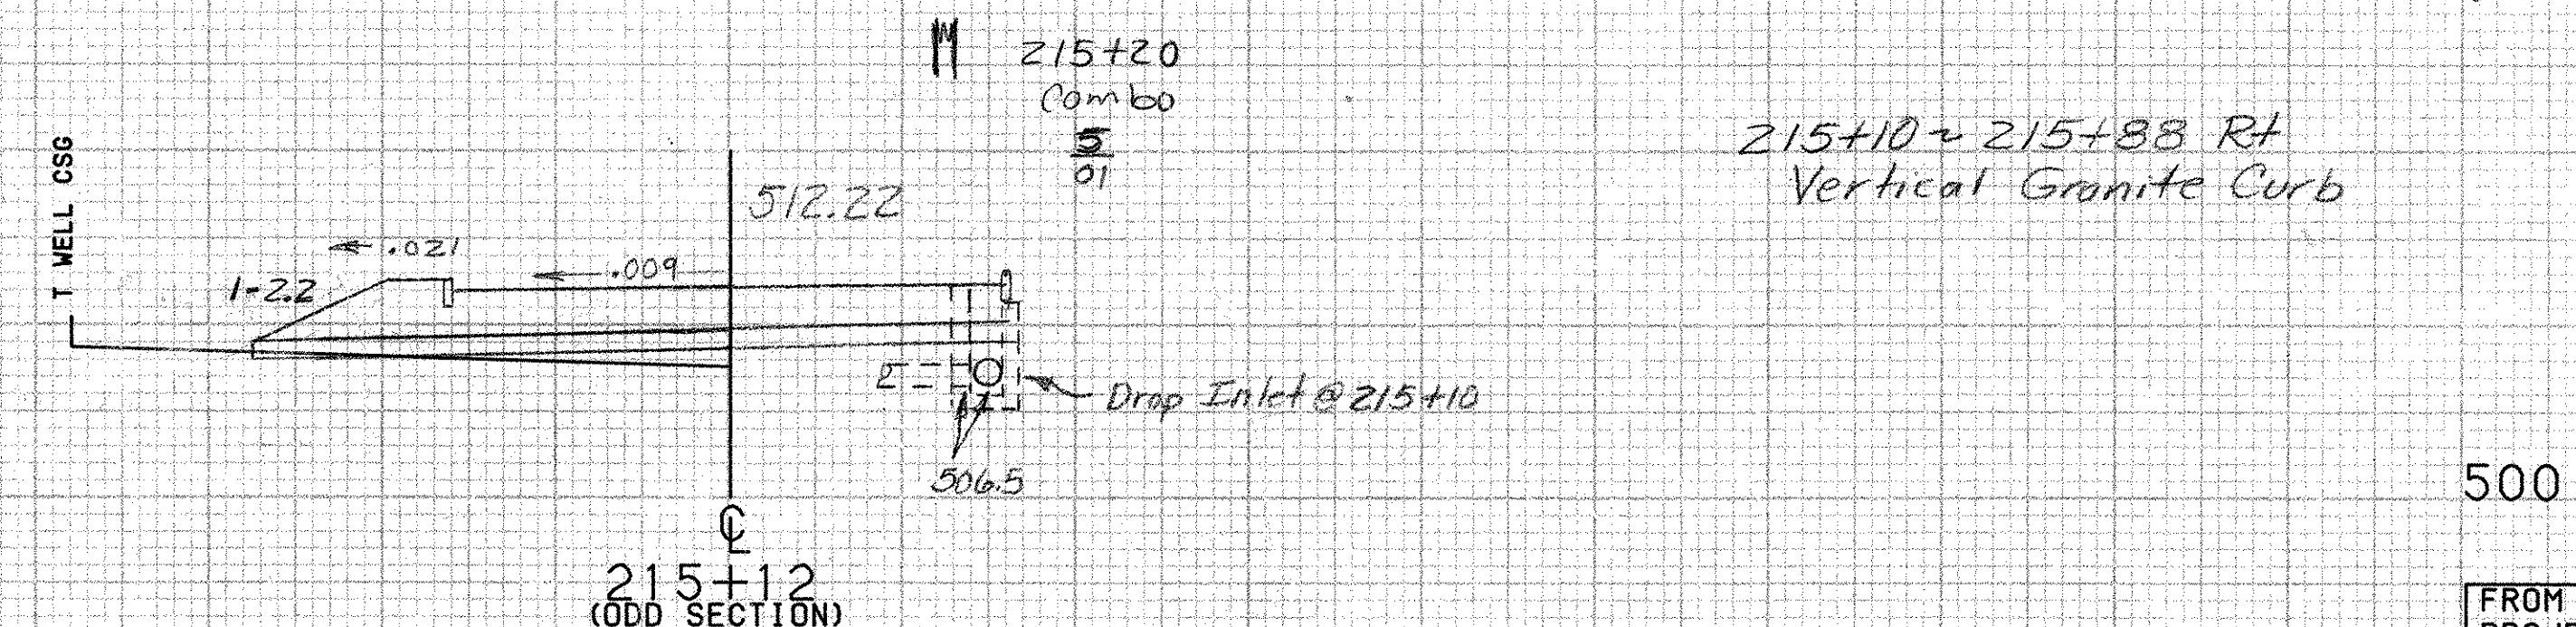 215+20
Combo
5
01
T WELL CSG
512.22
215+10 ~ 215+88 Rt
Vertical Granite Curb
.021
.009
1-2.2
2
Drop Inlet @ 215+10
506.5
500
℄
215+12
(ODD SECTION)
FROM